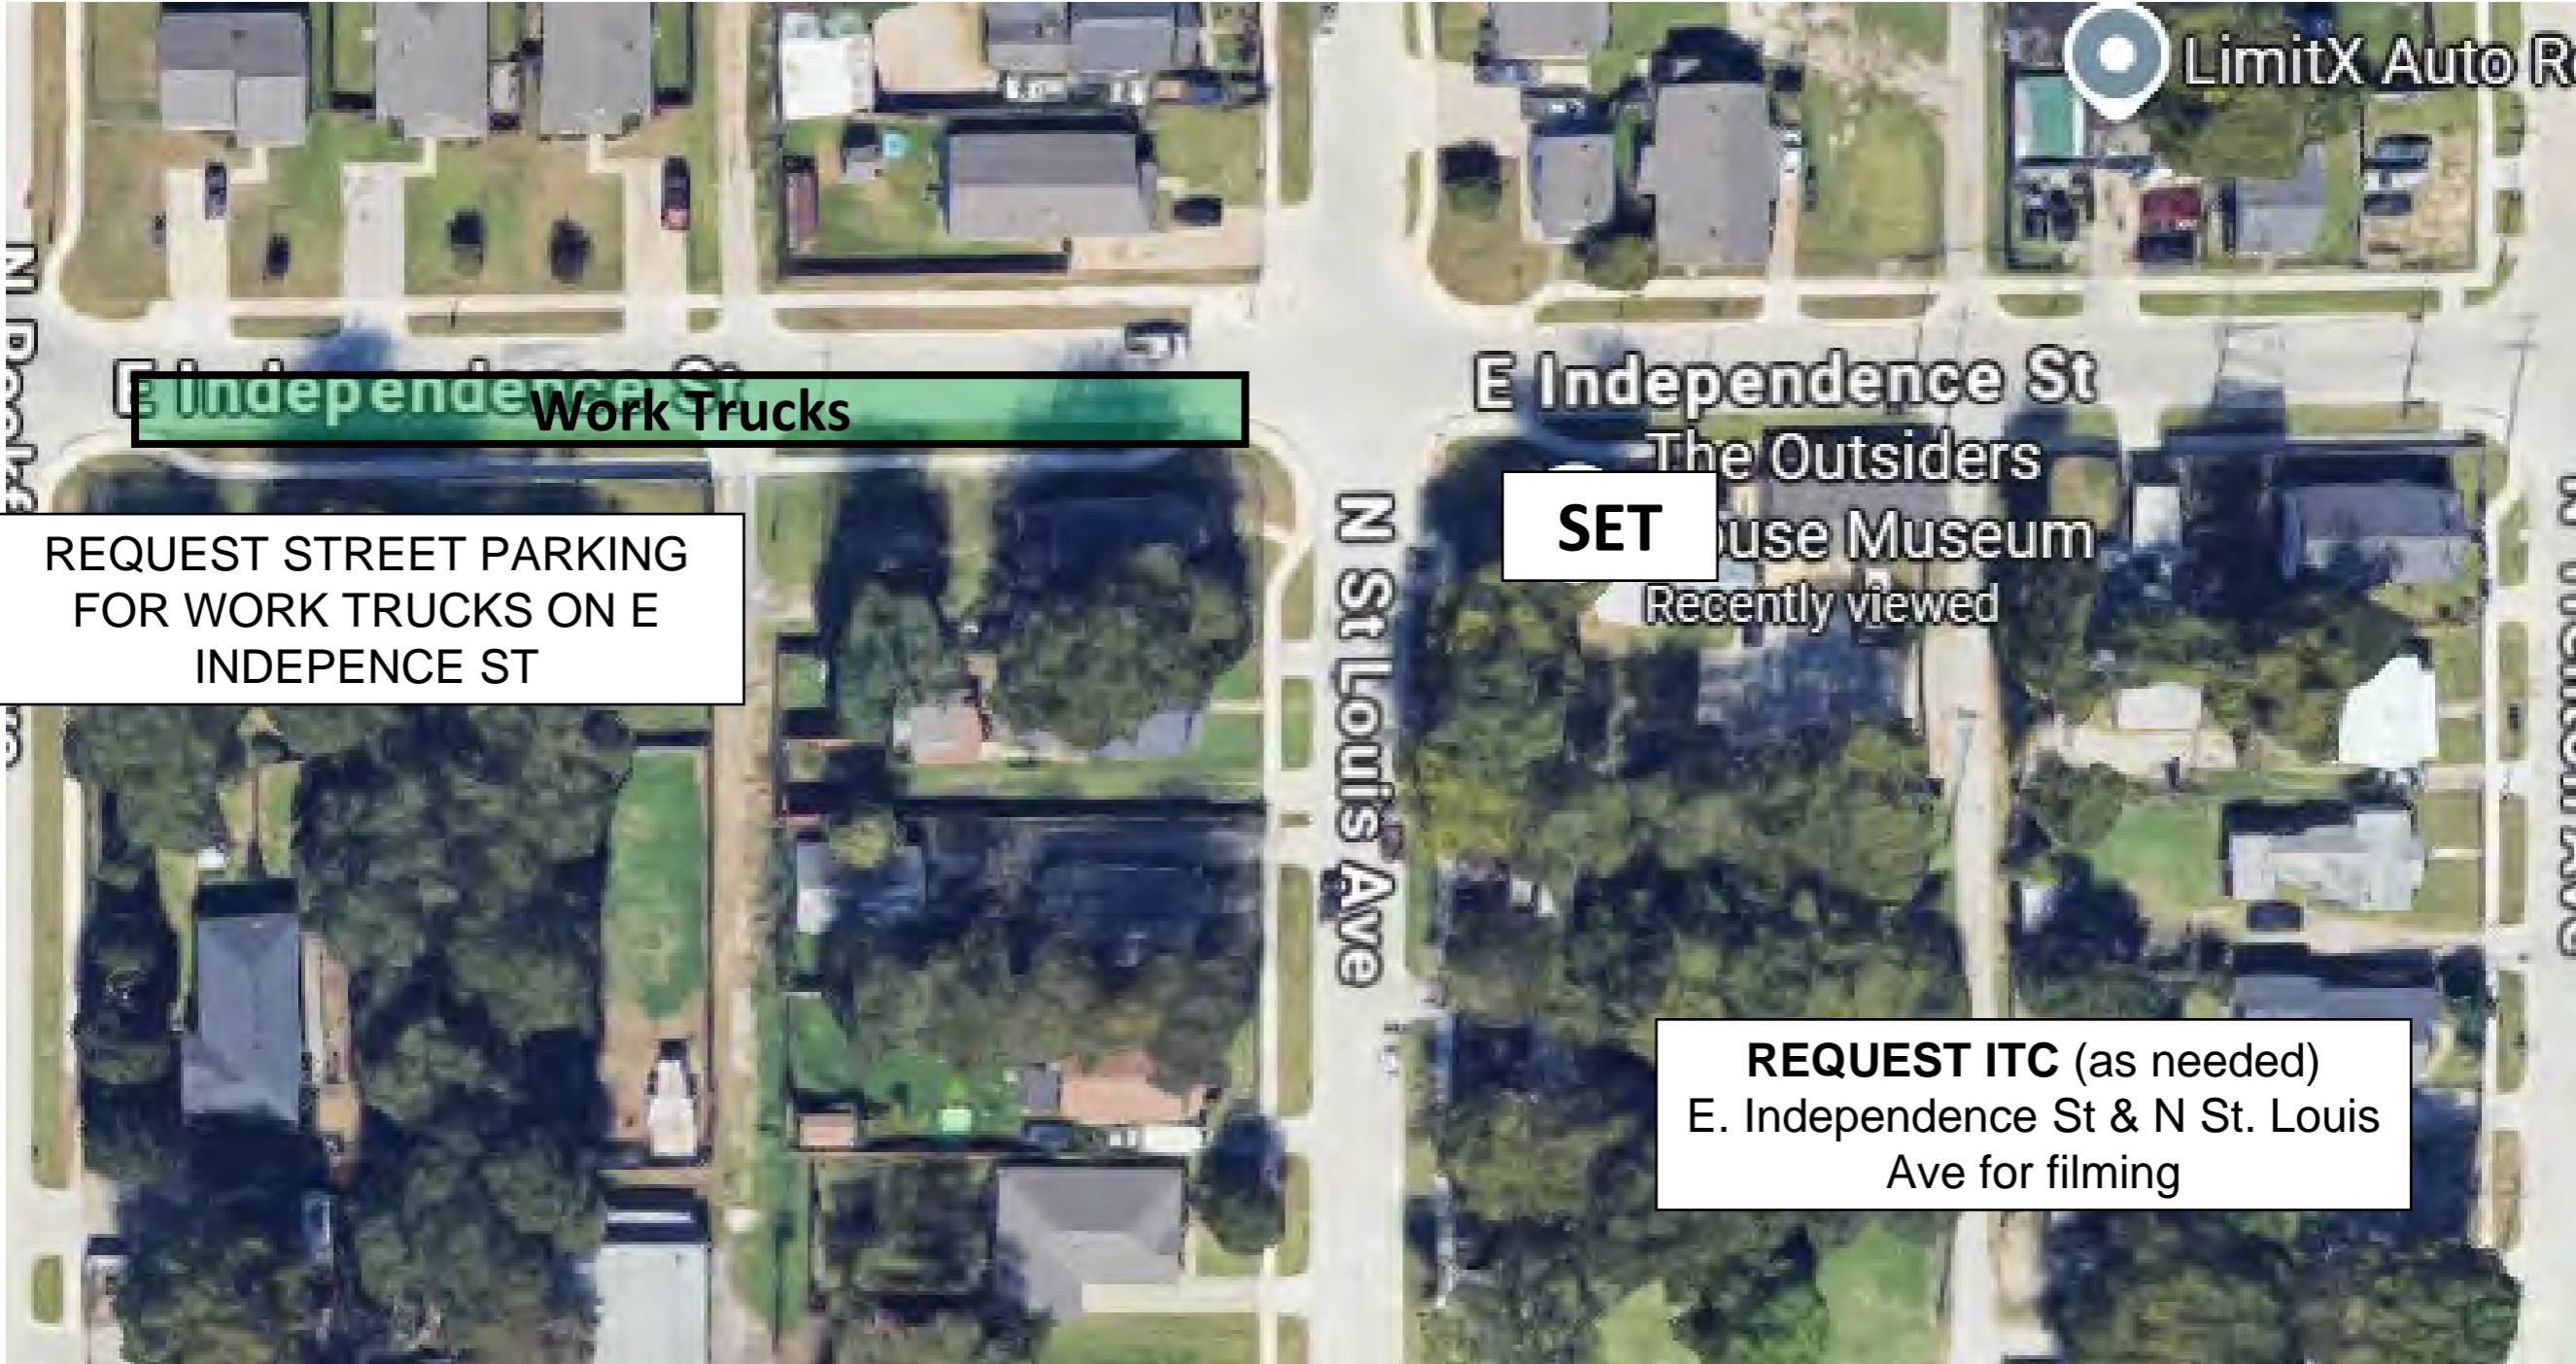 LimitX Auto Re
E Independence St
Work Trucks
E Independence St
The Outsiders
SET
use Museum
Recently viewed
REQUEST STREET PARKING
FOR WORK TRUCKS ON E
INDEPENCE ST
N St Louis Ave
REQUEST ITC (as needed)
E. Independence St & N St. Louis
Ave for filming